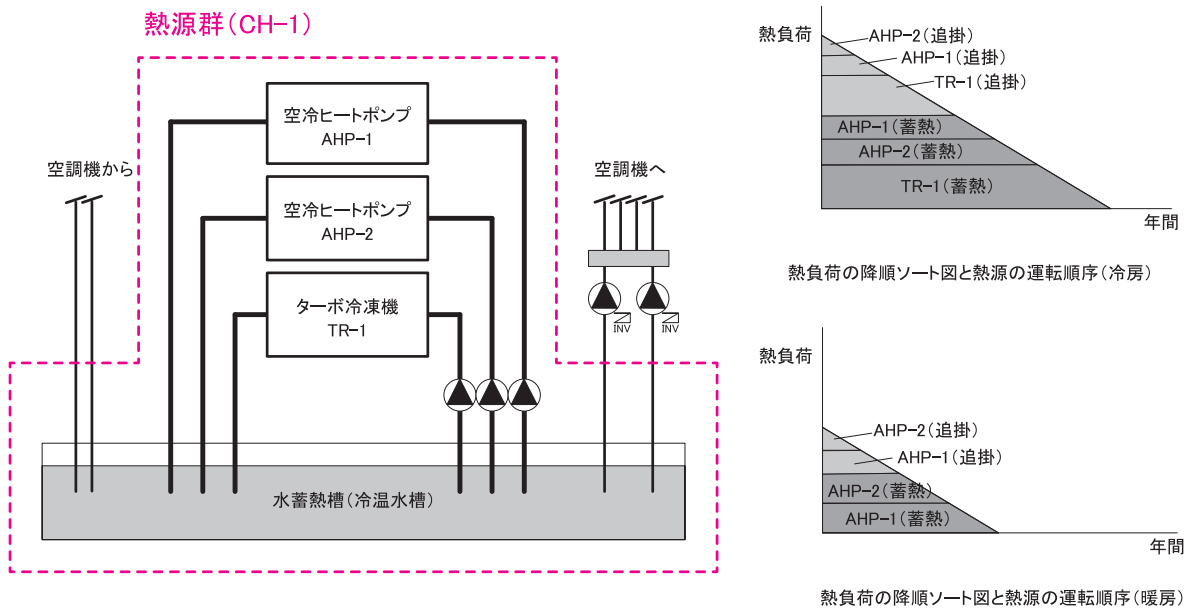 熱源群(CH-1)
空冷ヒートポンプ
AHP-1
空調機から
空調機へ
空冷ヒートポンプ
AHP-2
ターボ冷凍機
TR-1
INV
INV
水蓄熱槽(冷温水槽)
熱負荷
AHP-2(追掛)
AHP-1(追掛)
TR-1(追掛)
AHP-1(蓄熱)
AHP-2(蓄熱)
TR-1(蓄熱)
年間
熱負荷の降順ソート図と熱源の運転順序(冷房)
熱負荷
AHP-2(追掛)
AHP-1(追掛)
AHP-2(蓄熱)
AHP-1(蓄熱)
年間
熱負荷の降順ソート図と熱源の運転順序(暖房)